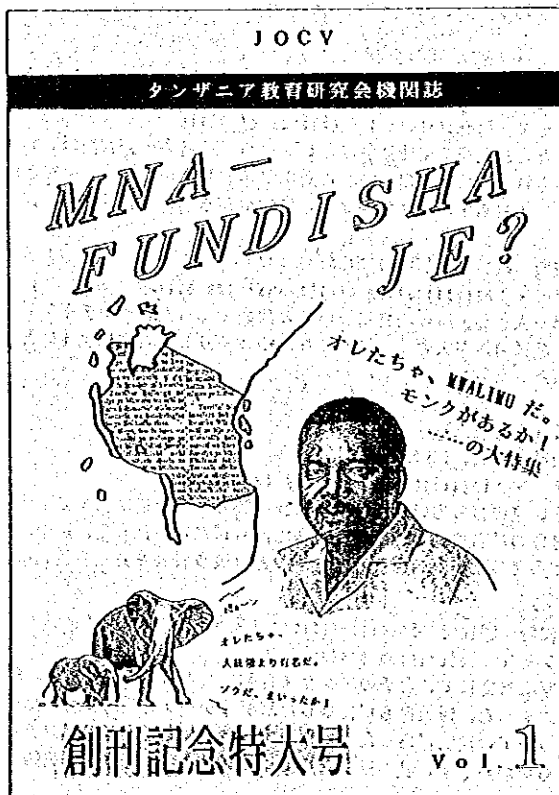 JOCV
タンザニア教育研究会機関誌
MNA-
FUNDISHA
JE?
オレたちゃ、MWALIMU だ。
モンクがあるか!
……の大特集
オレたちゃ、
より有名だ。
ゾウだ、まいったか!
創刊記念特大号
Vol.1